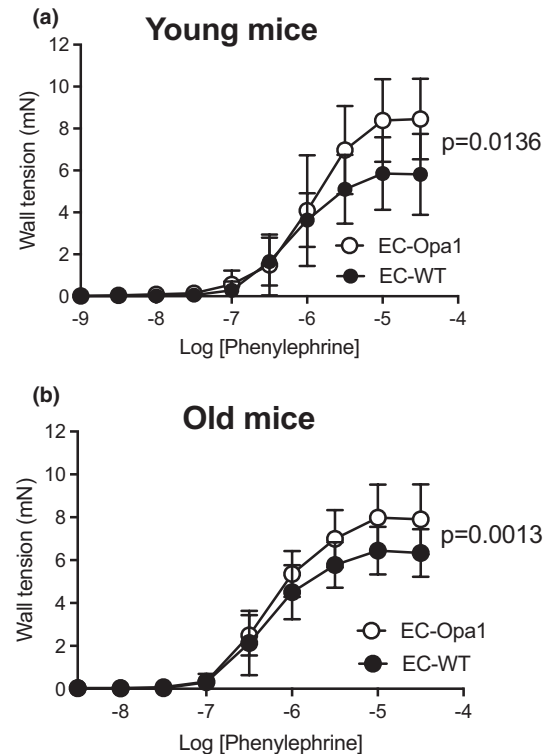 (a)
Young mice
12
10
8
6
4
2
0
Wall tension (mN)
p=0.0136
EC-Opa1
EC-WT
-9 -8 -7 -6 -5 -4
Log [Phenylephrine]
(b)
Old mice
12
10
8
6
4
2
0
Wall tension (mN)
p=0.0013
EC-Opa1
EC-WT
-8 -7 -6 -5 -4
Log [Phenylephrine]